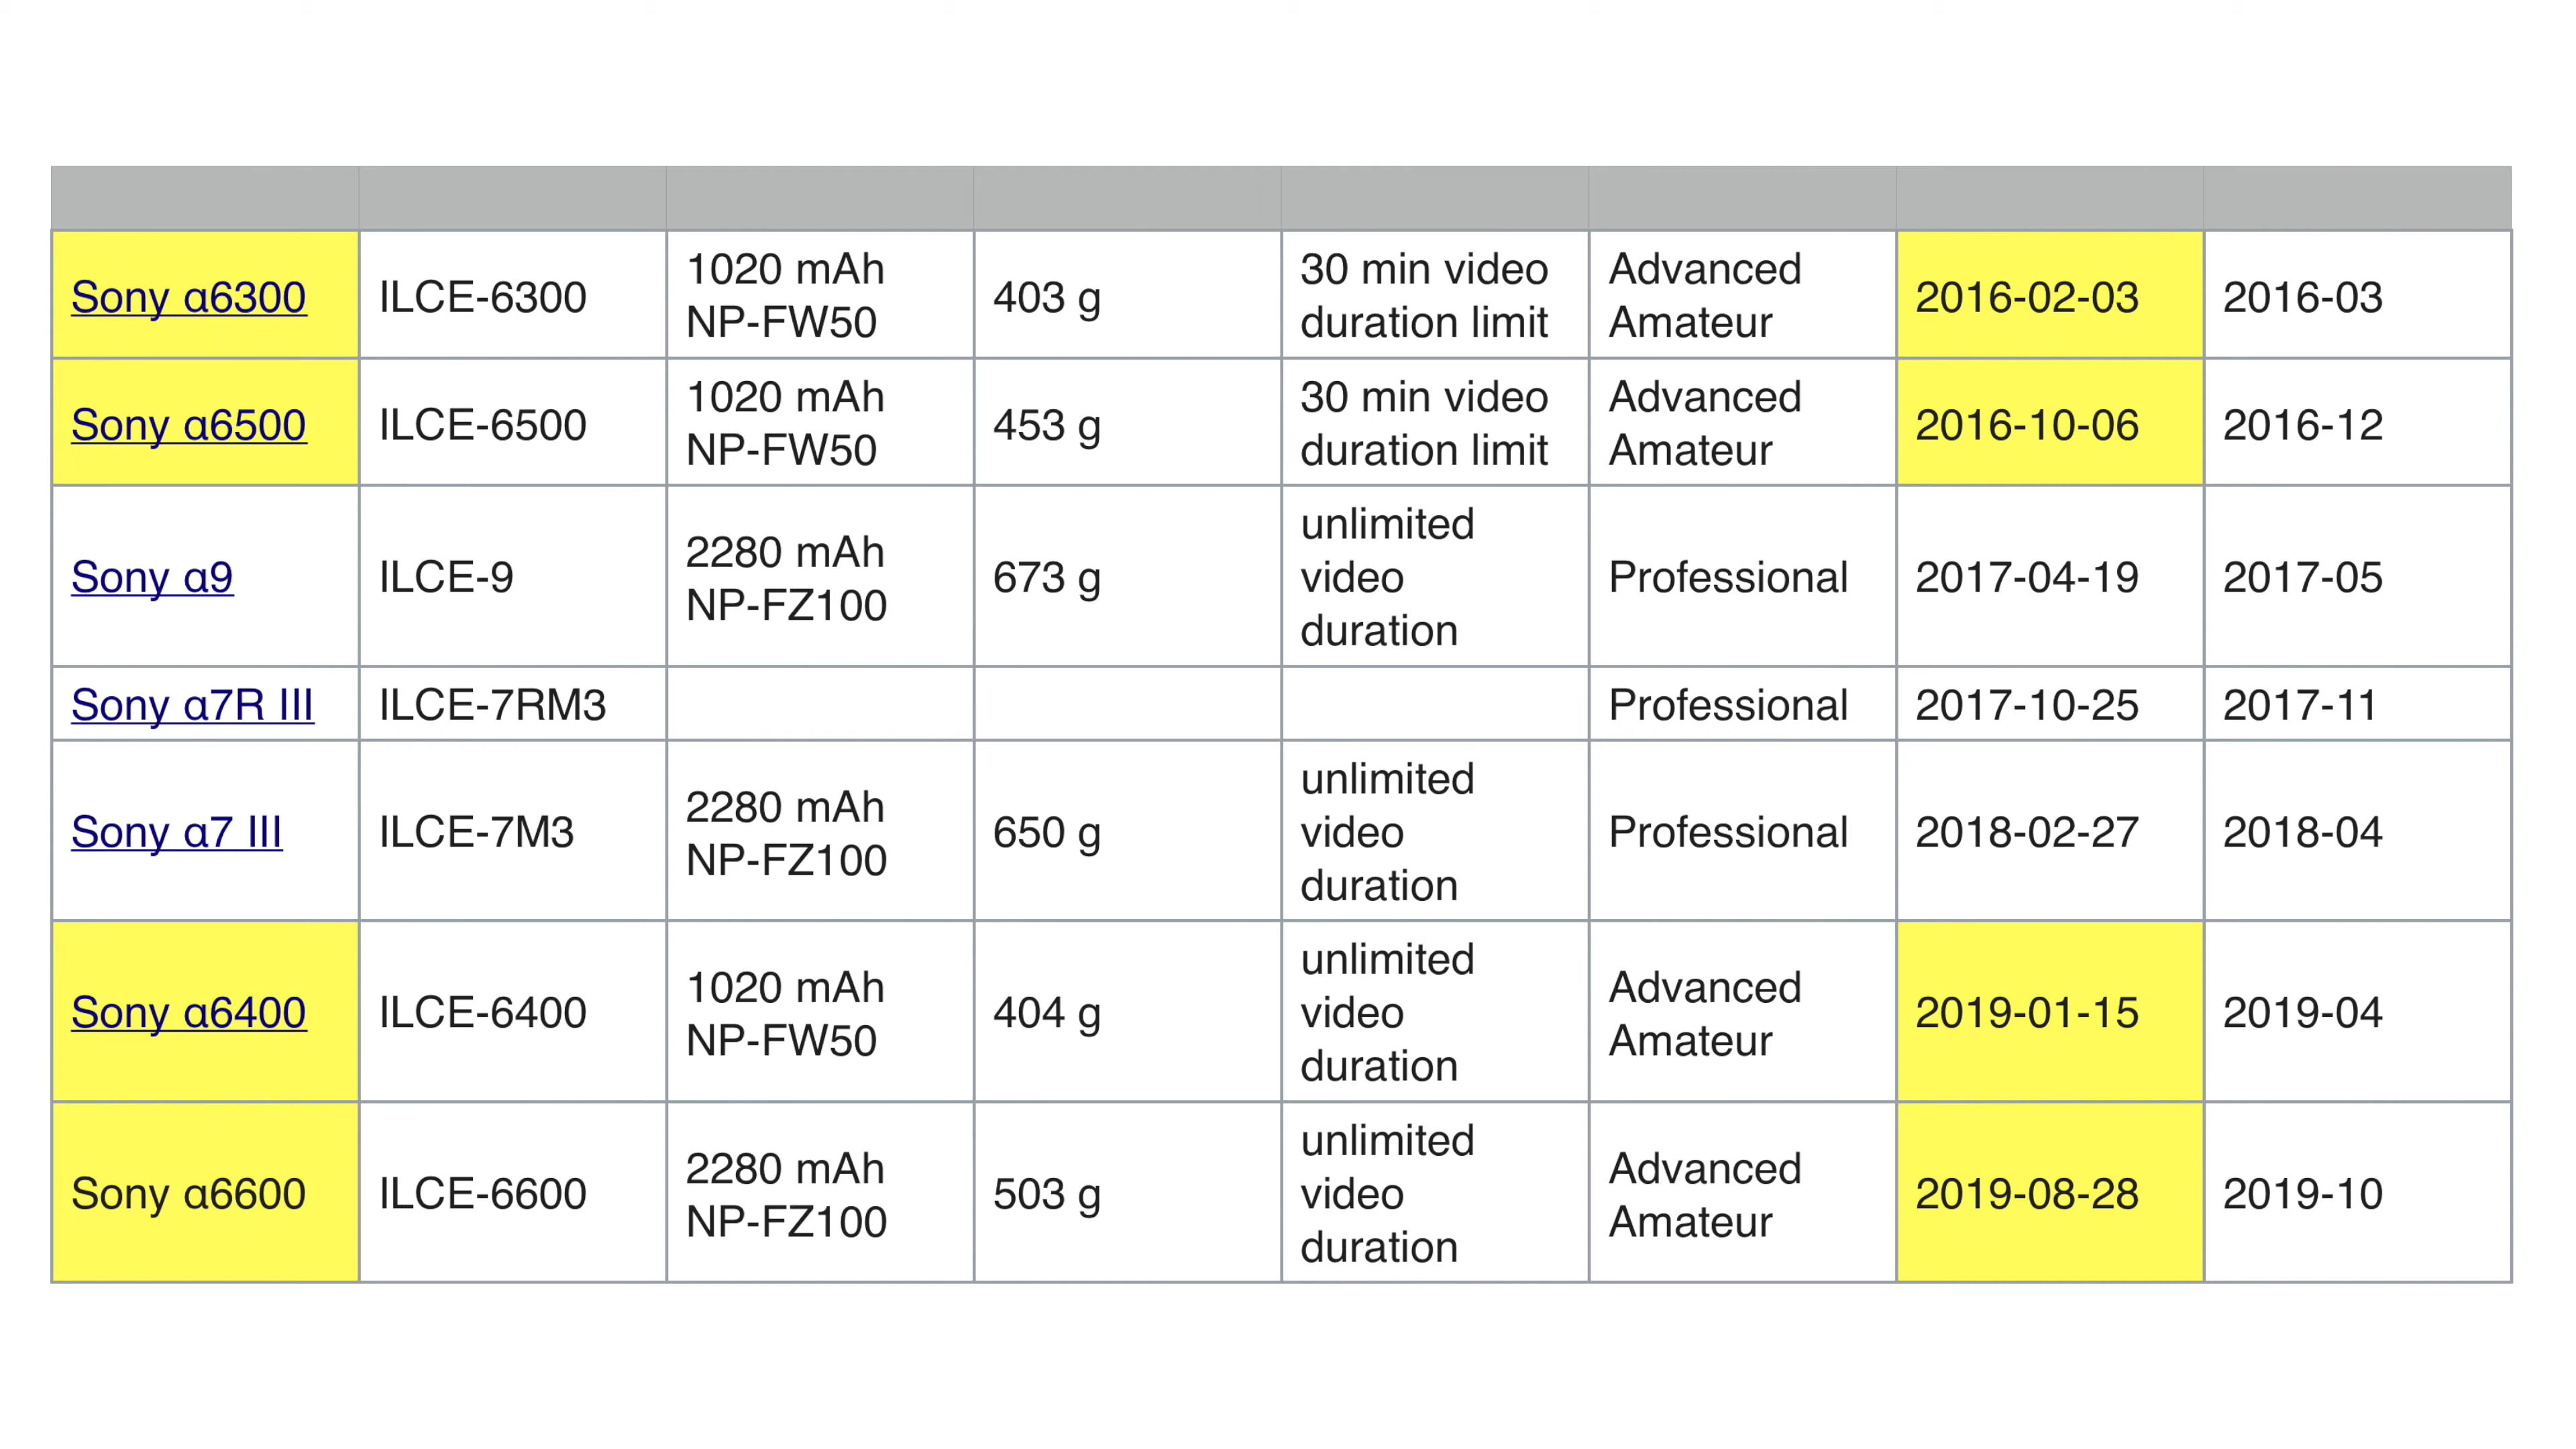 Sony α6300 ILCE-6300 1020 mAh NP-FW50 403 g 30 min video duration limit Advanced Amateur 2016-02-03 2016-03
Sony α6500 ILCE-6500 1020 mAh NP-FW50 453 g 30 min video duration limit Advanced Amateur 2016-10-06 2016-12
Sony α9 ILCE-9 2280 mAh NP-FZ100 673 g unlimited video duration Professional 2017-04-19 2017-05
Sony α7R III ILCE-7RM3 Professional 2017-10-25 2017-11
Sony α7 III ILCE-7M3 2280 mAh NP-FZ100 650 g unlimited video duration Professional 2018-02-27 2018-04
Sony α6400 ILCE-6400 1020 mAh NP-FW50 404 g unlimited video duration Advanced Amateur 2019-01-15 2019-04
Sony α6600 ILCE-6600 2280 mAh NP-FZ100 503 g unlimited video duration Advanced Amateur 2019-08-28 2019-10